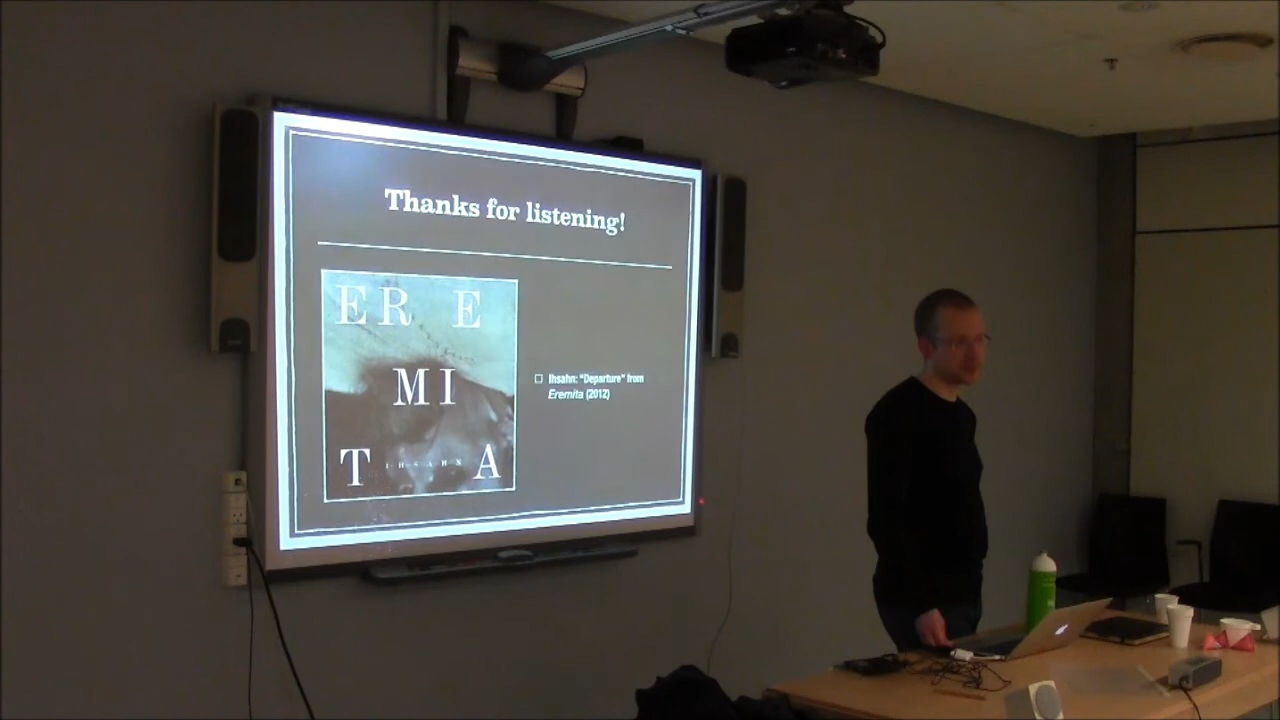 Thanks for listening!
ER E
MI
T IHSAHN A
Ihsahn: "Departure" from
Eremita (2012)